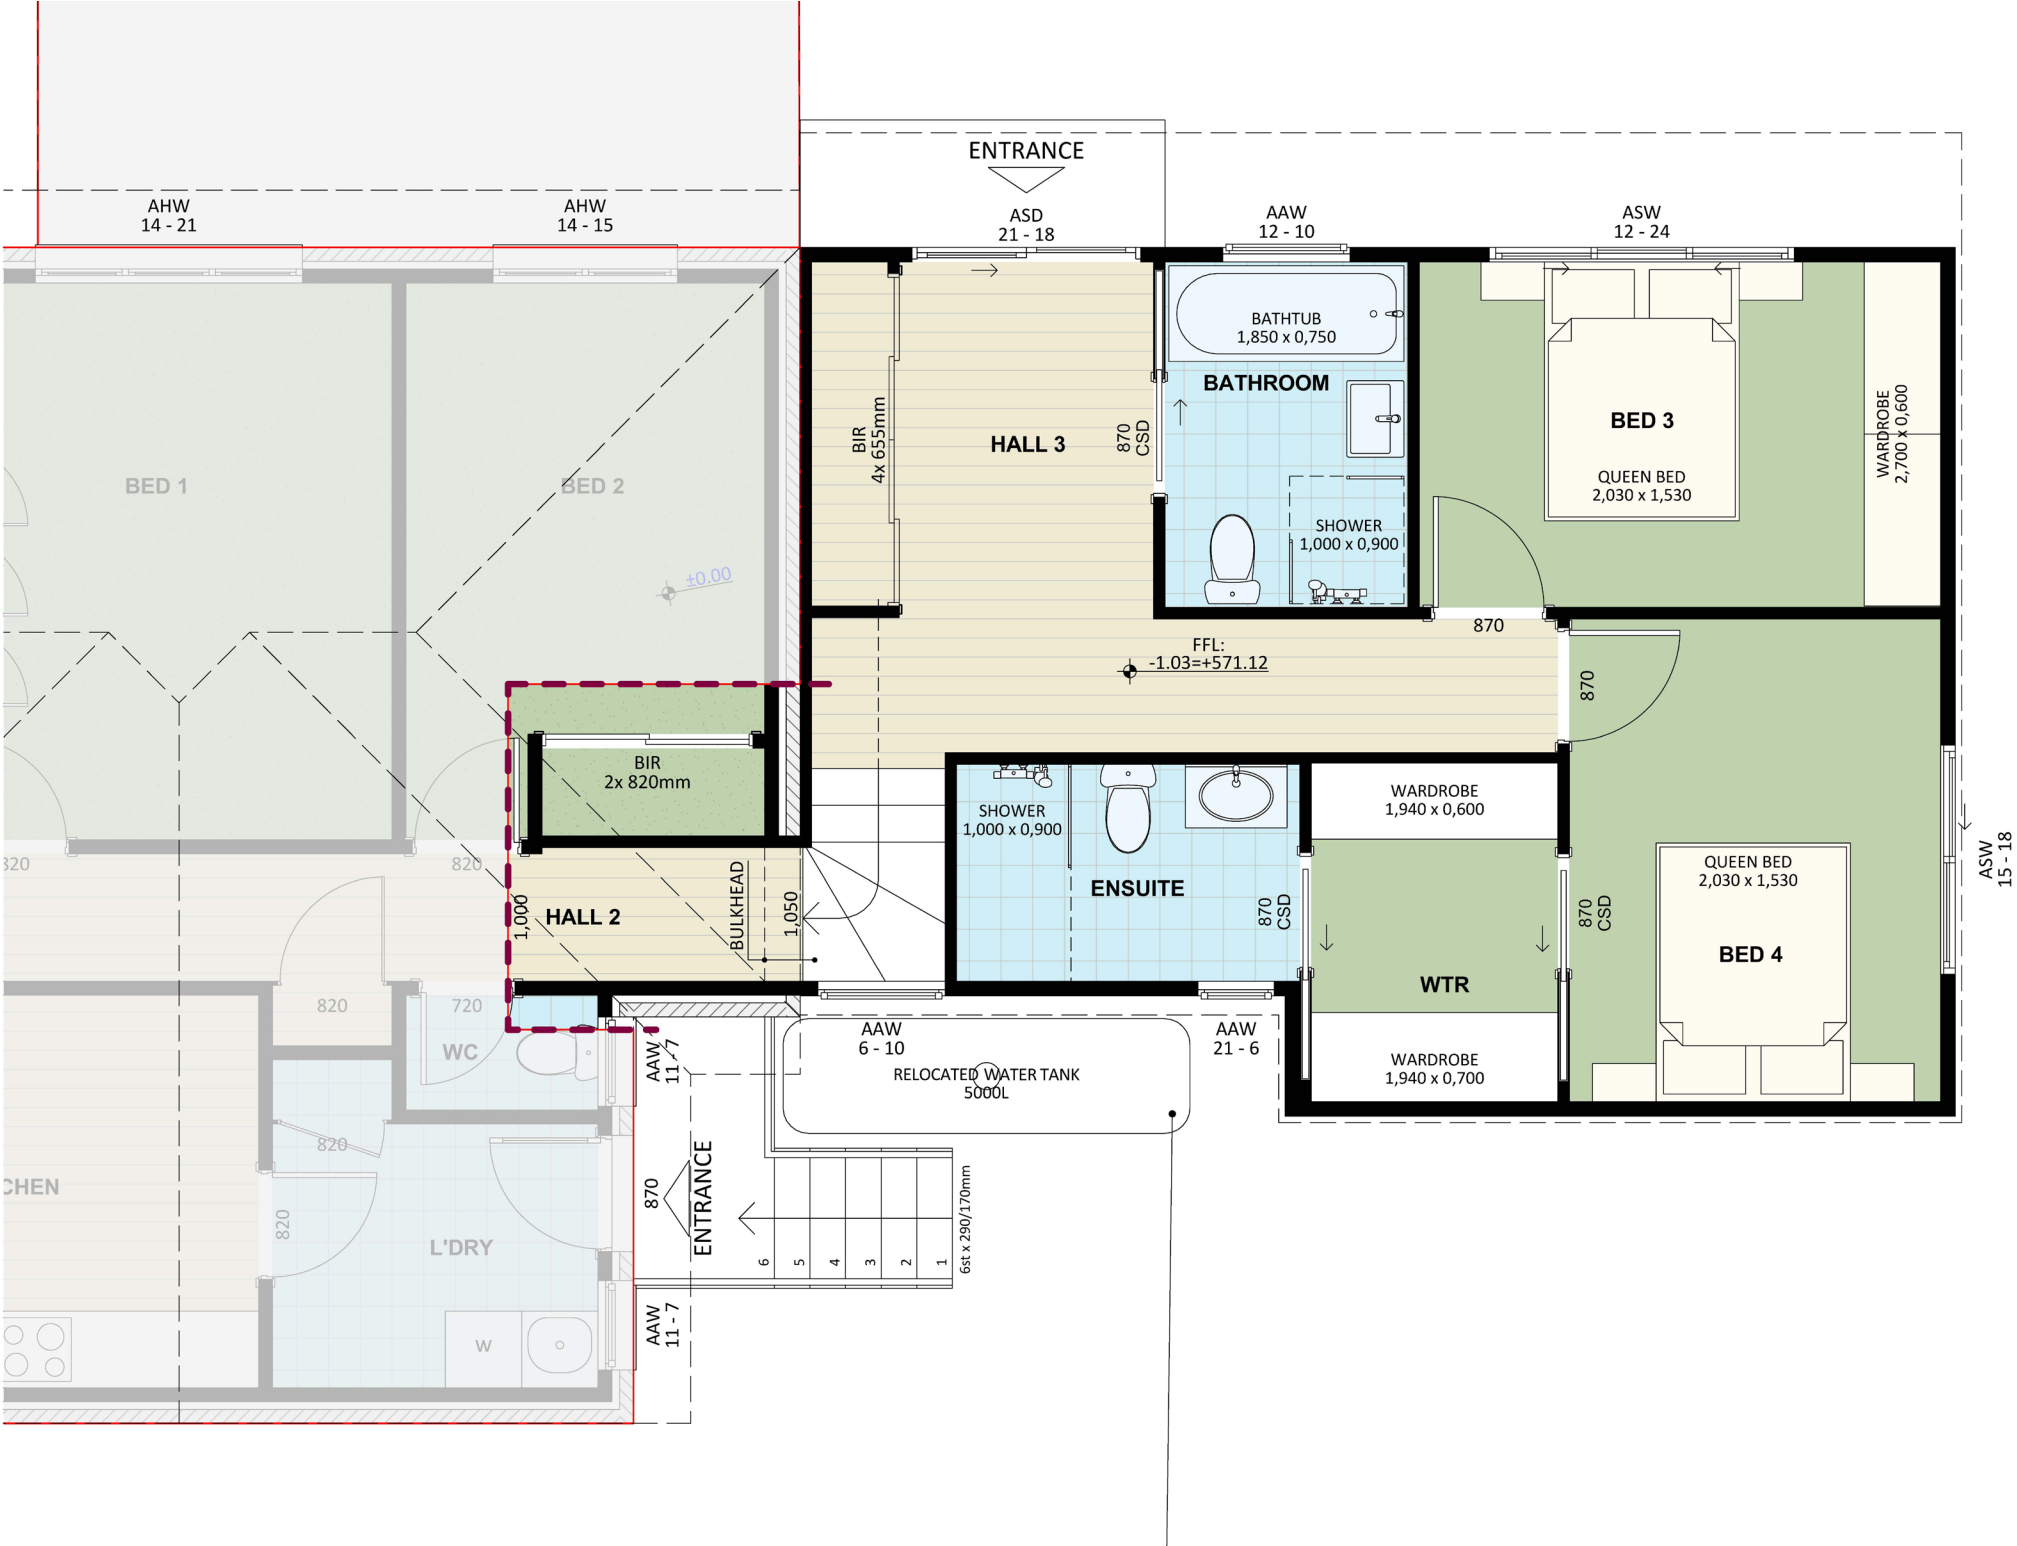 ENTRANCE
AHW
14 - 21
AHW
14 - 15
ASD
21 - 18
AAW
12 - 10
ASW
12 - 24
BATHTUB
1,850 x 0,750
BATHROOM
BIR
4x 655mm
HALL 3
870
CSD
BED 3
QUEEN BED
2,030 x 1,530
WARDROBE
2,700 x 0,600
BED 1
BED 2
±0.00
SHOWER
1,000 x 0,900
870
FFL:
-1.03=+571.12
870
BIR
2x 820mm
SHOWER
1,000 x 0,900
WARDROBE
1,940 x 0,600
ASW
15 - 18
820
820
QUEEN BED
2,030 x 1,530
ENSUITE
1,000
HALL 2
BULKHEAD
1,050
870
CSD
870
CSD
BED 4
WTR
820
720
WC
AAW
11 - 7
AAW
6 - 10
AAW
21 - 6
RELOCATED WATER TANK
5000L
WARDROBE
1,940 x 0,700
820
CHEN
820
L'DRY
870
ENTRANCE
6
5
4
3
2
1
6st x 290/170mm
AAW
11 - 7
W